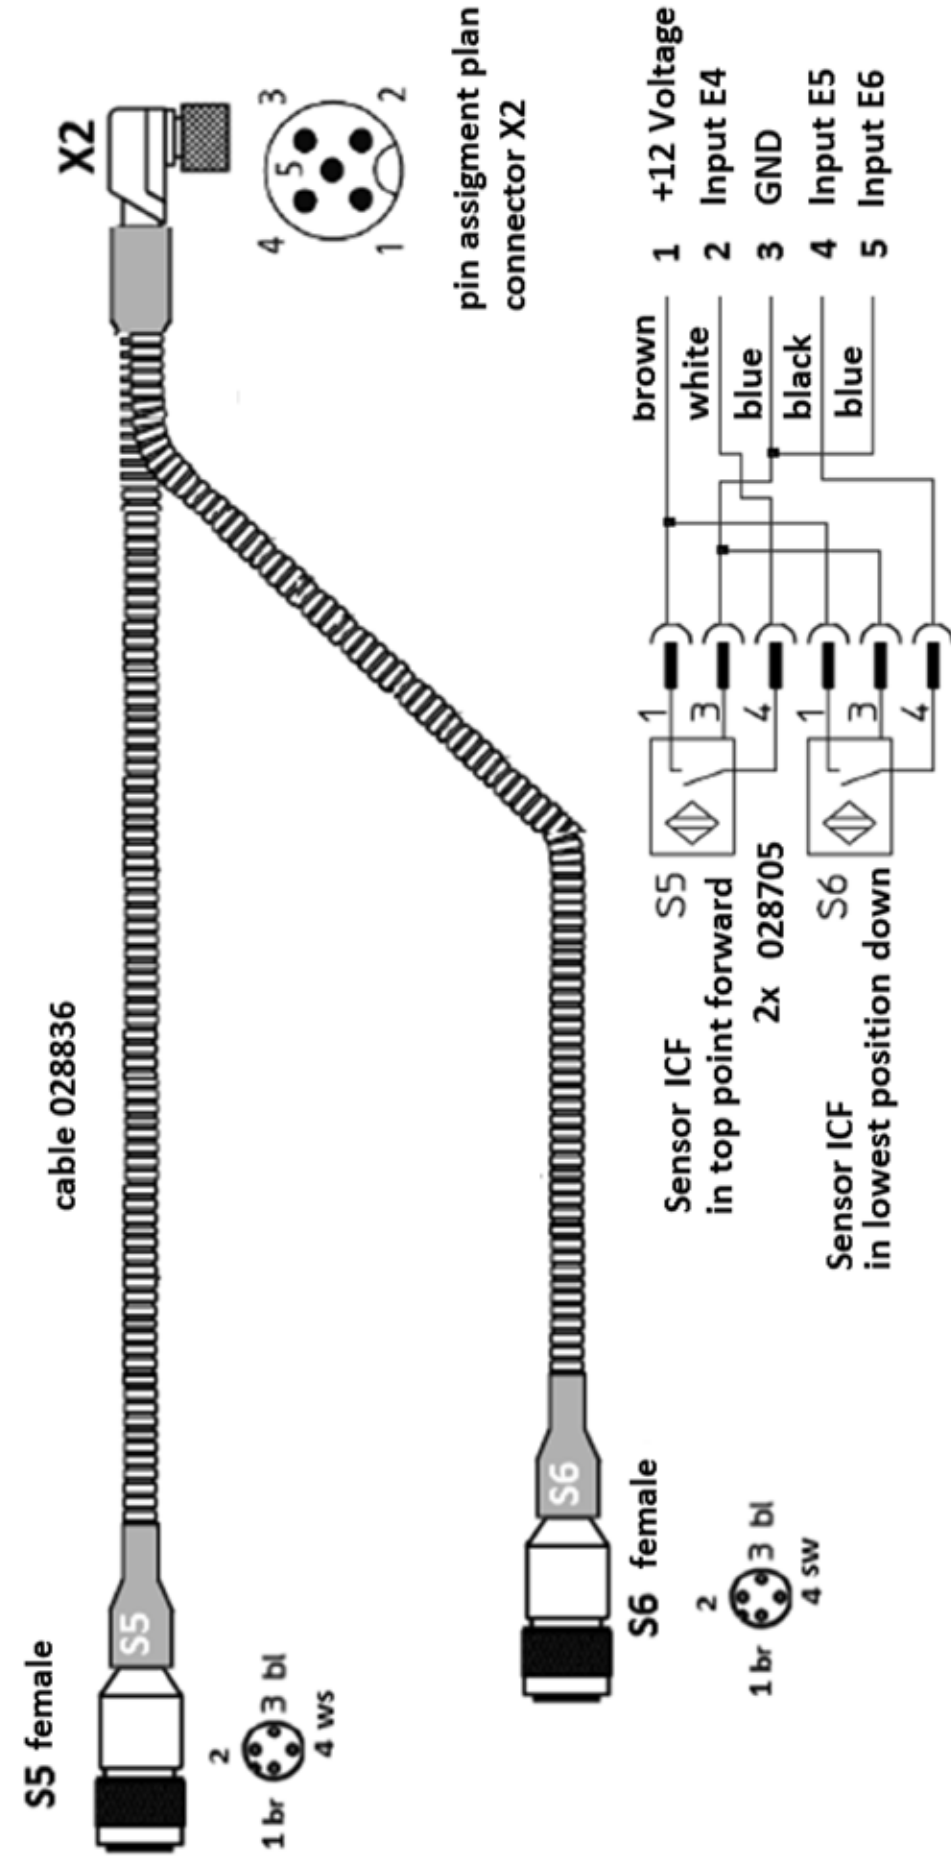 S5 female
S5
2
1 br
3 bl
4 ws
cable 028836
X2
3
2
5
4
1
pin assigment plan
connector X2
S6
S6 female
2
1 br
3 bl
4 sw
Sensor ICF
in top point forward
S5
1
3
4
2x 028705
Sensor ICF
in lowest position down
S6
1
3
4
brown 1 +12 Voltage
white 2 Input E4
blue 3 GND
black 4 Input E5
blue 5 Input E6